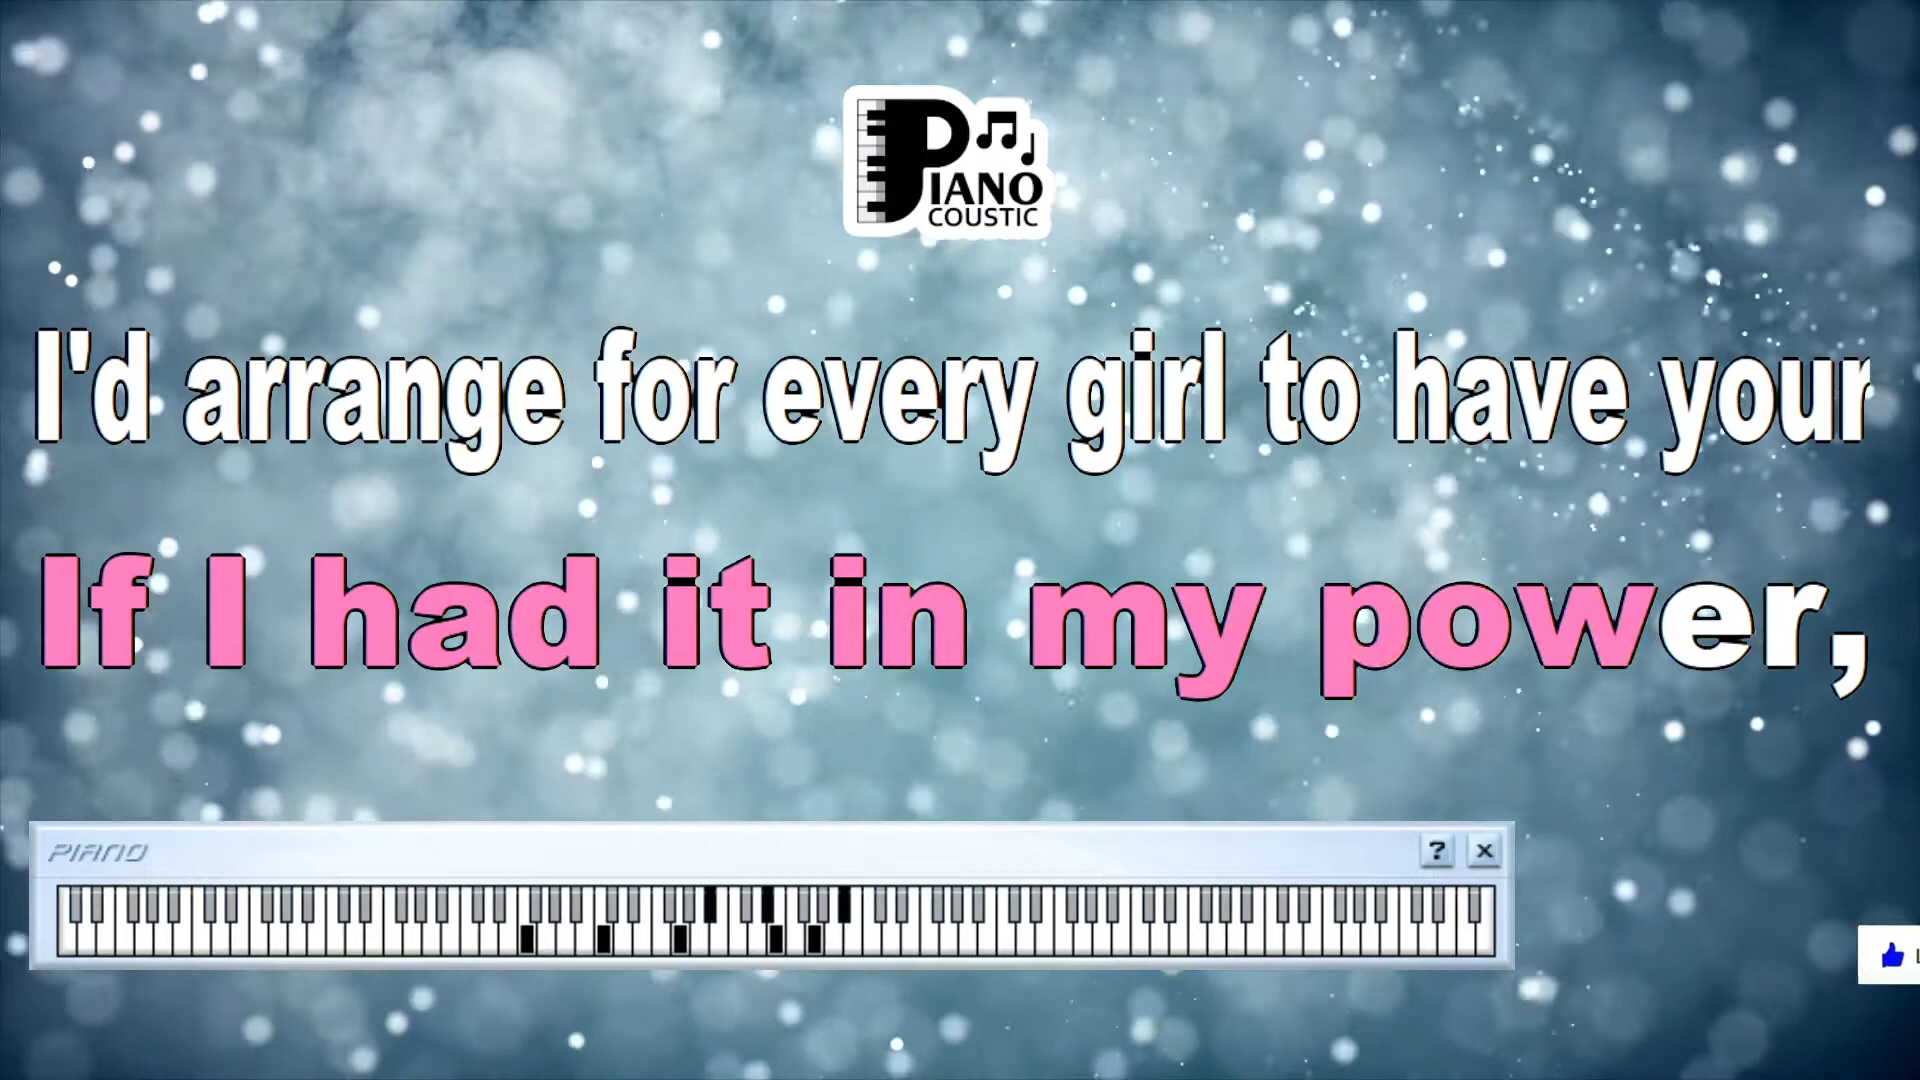 PIANO
COUSTIC
I'd arrange for every girl to have your
If I had it in my power,
PIANO
? ×
L